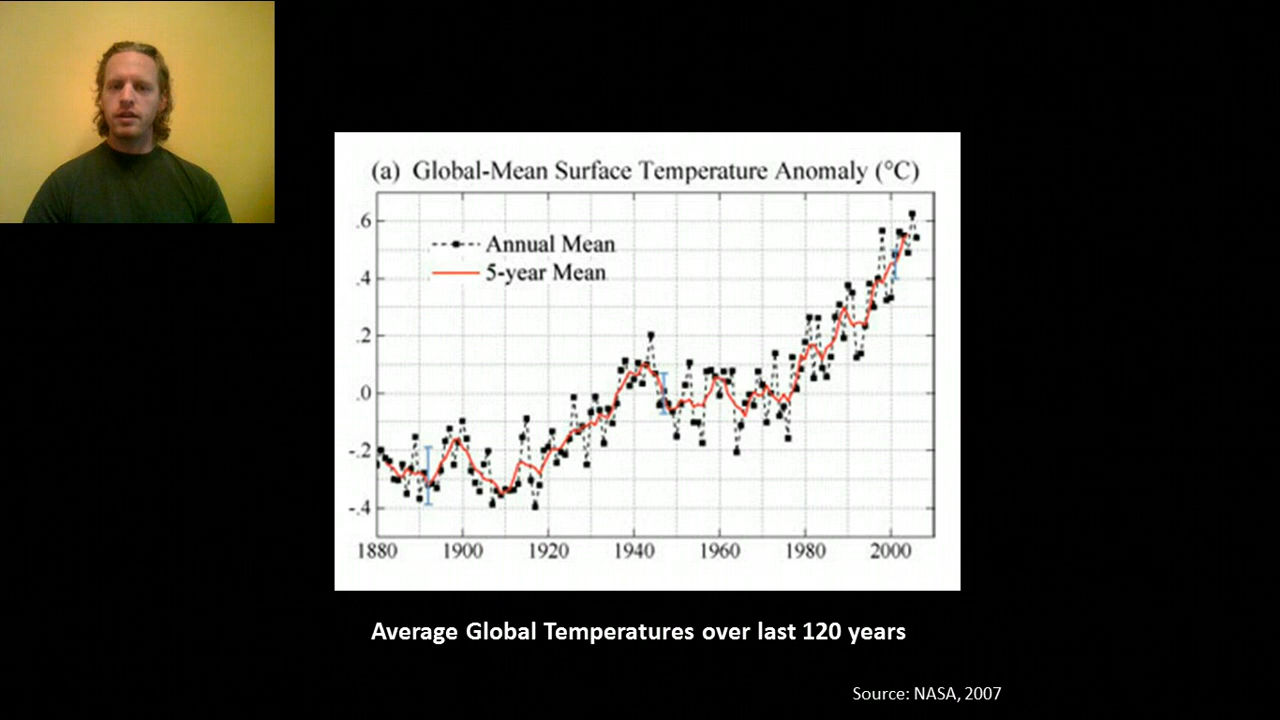 (a) Global-Mean Surface Temperature Anomaly (°C)
.6
Annual Mean
5-year Mean
.4
.2
.0
-.2
-.4
1880 1900 1920 1940 1960 1980 2000
Average Global Temperatures over last 120 years
Source: NASA, 2007